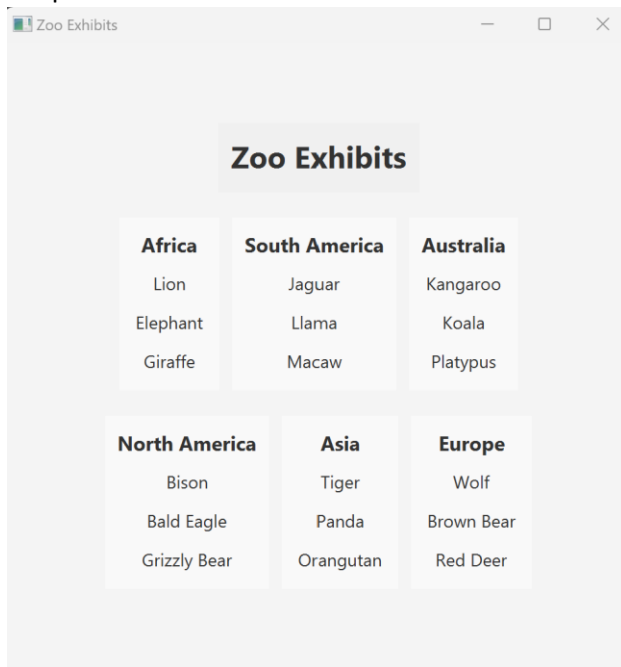 Zoo Exhibits
Zoo Exhibits
Africa
Lion
Elephant
Giraffe
South America
Jaguar
Llama
Macaw
Australia
Kangaroo
Koala
Platypus
North America
Bison
Bald Eagle
Grizzly Bear
Asia
Tiger
Panda
Orangutan
Europe
Wolf
Brown Bear
Red Deer